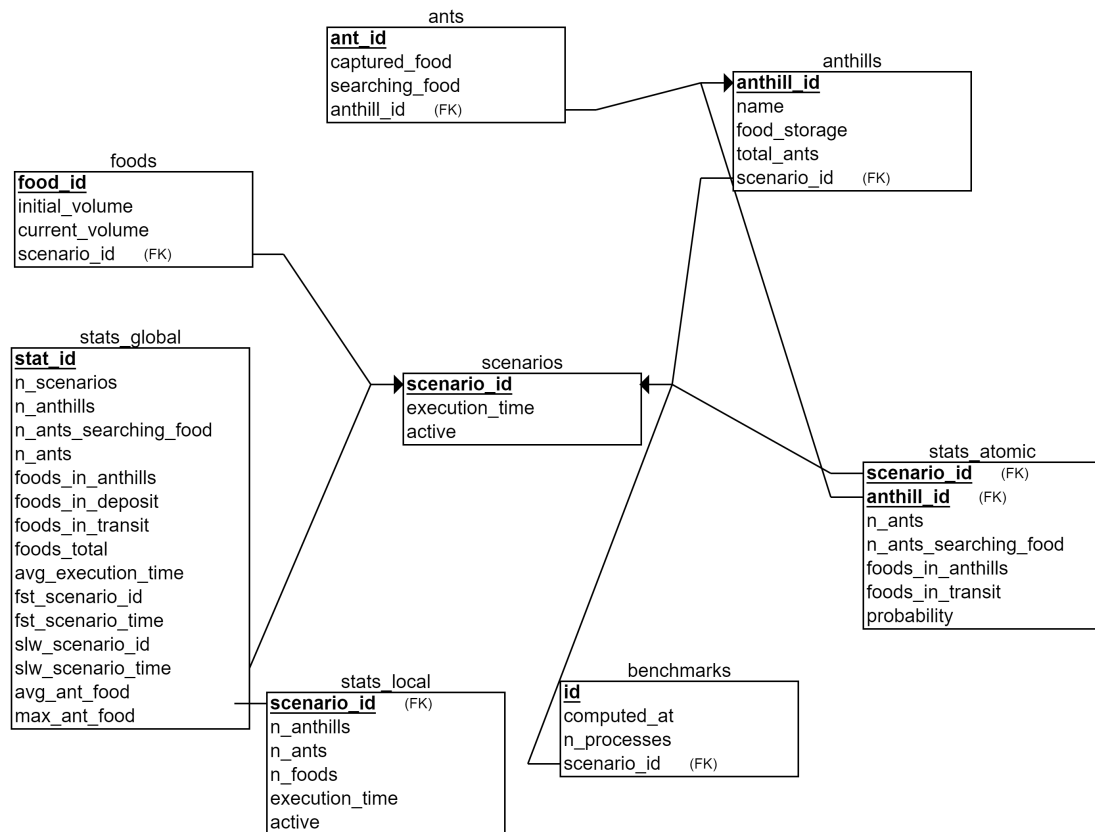 ants
ant_id
captured_food
searching_food
anthill_id (FK)
anthills
anthill_id
name
food_storage
total_ants
scenario_id (FK)
foods
food_id
initial_volume
current_volume
scenario_id (FK)
stats_global
stat_id
n_scenarios
n_anthills
n_ants_searching_food
n_ants
foods_in_anthills
foods_in_deposit
foods_in_transit
foods_total
avg_execution_time
fst_scenario_id
fst_scenario_time
slw_scenario_id
slw_scenario_time
avg_ant_food
max_ant_food
scenarios
scenario_id
execution_time
active
stats_atomic
scenario_id (FK)
anthill_id (FK)
n_ants
n_ants_searching_food
foods_in_anthills
foods_in_transit
probability
stats_local
scenario_id (FK)
n_anthills
n_ants
n_foods
execution_time
active
benchmarks
id
computed_at
n_processes
scenario_id (FK)